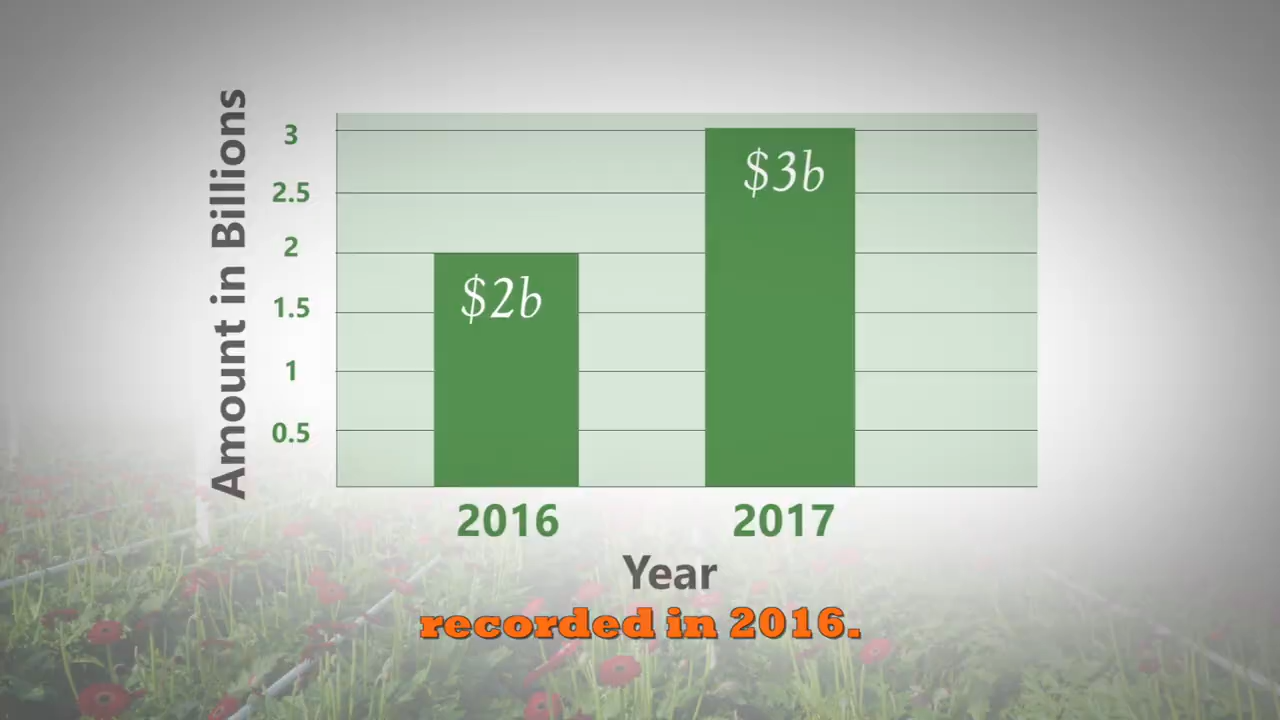 Amount in Billions
3
2.5
2
1.5
1
0.5
$2b
$3b
2016
2017
Year
recorded in 2016.